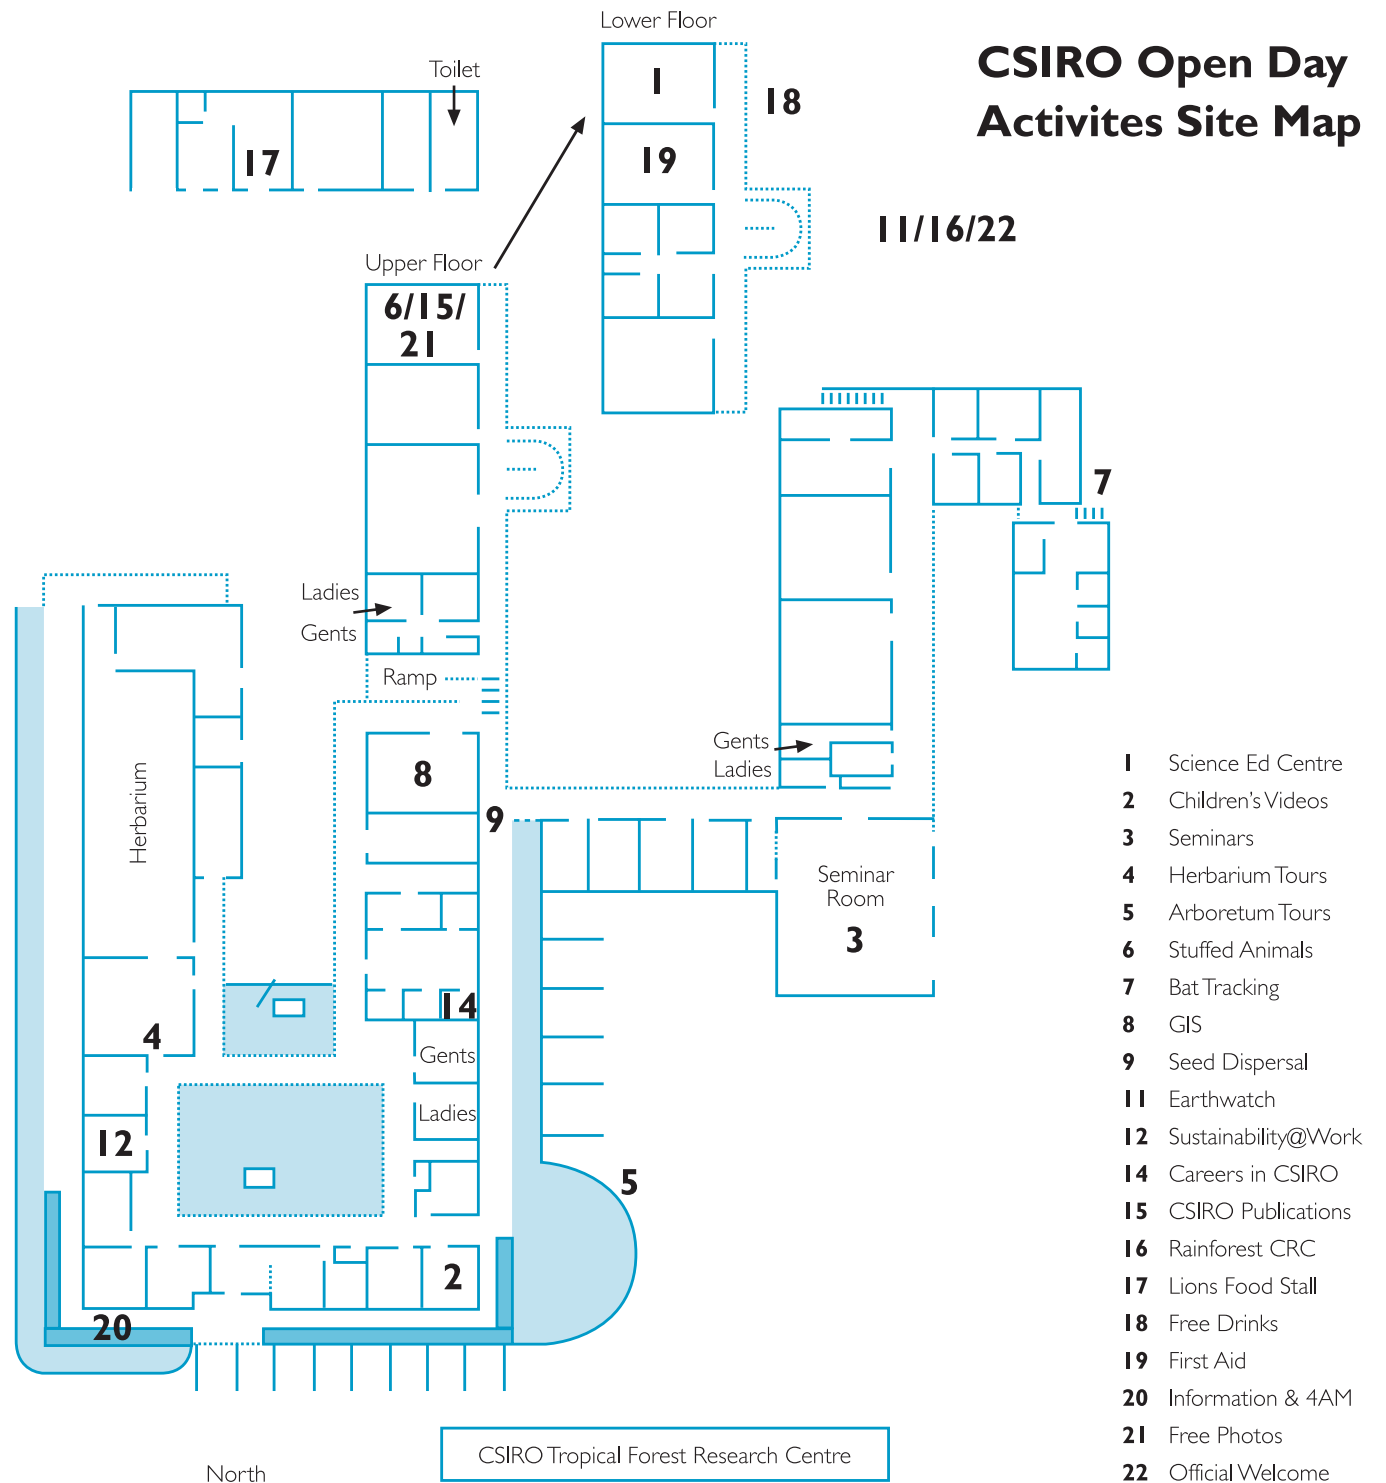 Lower Floor
CSIRO Open Day
Activites Site Map
Toilet
1
18
17
19
11/16/22
Upper Floor
6/15/
21
7
Ladies
Gents
Ramp
Gents
Ladies
8
9
Herbarium
Seminar
Room
3
14
4
Gents
Ladies
12
5
2
20
1 Science Ed Centre
2 Children's Videos
3 Seminars
4 Herbarium Tours
5 Arboretum Tours
6 Stuffed Animals
7 Bat Tracking
8 GIS
9 Seed Dispersal
11 Earthwatch
12 Sustainability@Work
14 Careers in CSIRO
15 CSIRO Publications
16 Rainforest CRC
17 Lions Food Stall
18 Free Drinks
19 First Aid
20 Information & 4AM
21 Free Photos
22 Official Welcome
CSIRO Tropical Forest Research Centre
North